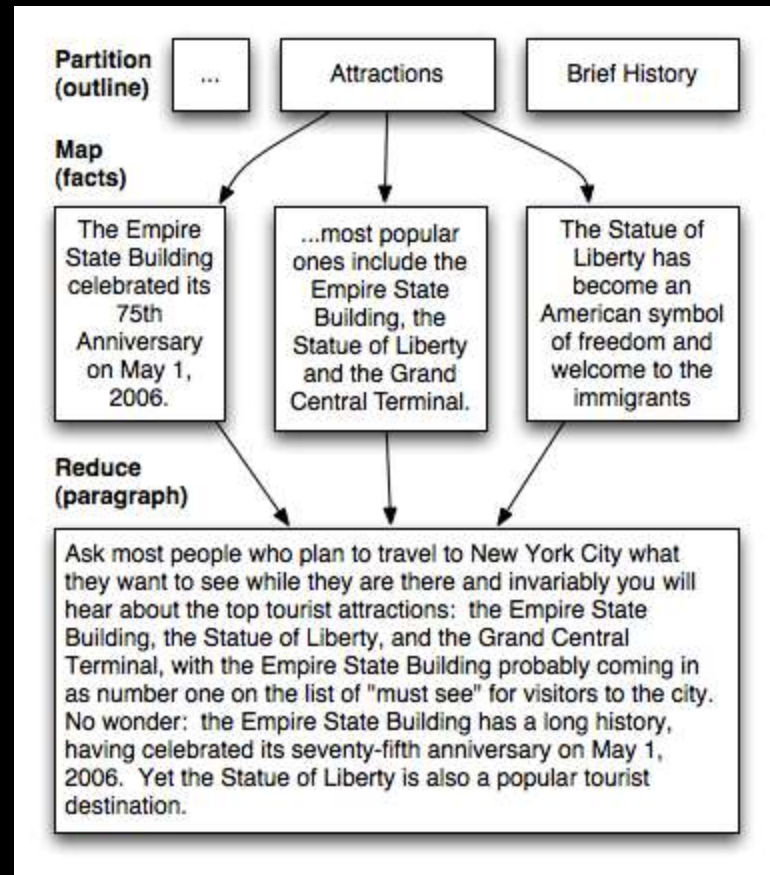 Partition
(outline)
...
Attractions
Brief History
Map
(facts)
The Empire
State Building
celebrated its
75th
Anniversary
on May 1,
2006.
...most popular
ones include the
Empire State
Building, the
Statue of Liberty
and the Grand
Central Terminal.
The Statue of
Liberty has
become an
American symbol
of freedom and
welcome to the
immigrants
Reduce
(paragraph)
Ask most people who plan to travel to New York City what
they want to see while they are there and invariably you will
hear about the top tourist attractions:  the Empire State
Building, the Statue of Liberty, and the Grand Central
Terminal, with the Empire State Building probably coming in
as number one on the list of "must see" for visitors to the city.
No wonder:  the Empire State Building has a long history,
having celebrated its seventy-fifth anniversary on May 1,
2006.  Yet the Statue of Liberty is also a popular tourist
destination.